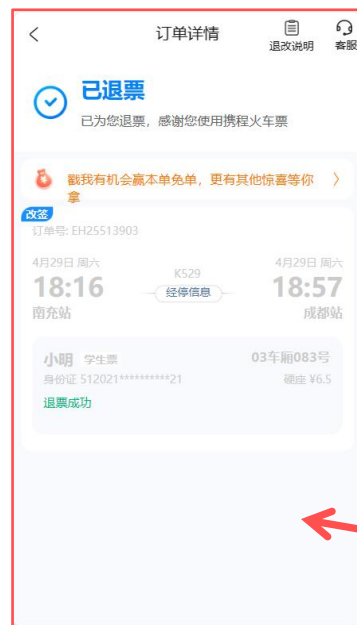 订单详情
退改说明
客服
已退票
已为您退票，感谢您使用携程火车票
戳我有机会赢本单免单，更有其他惊喜等你拿
改签
订单号: EH25513903
4月29日 周六
4月29日 周六
K529
18:16
18:57
经停信息
南充站
成都站
小明 学生票
03车厢083号
身份证 512021**********21
硬座 ¥6.5
退票成功